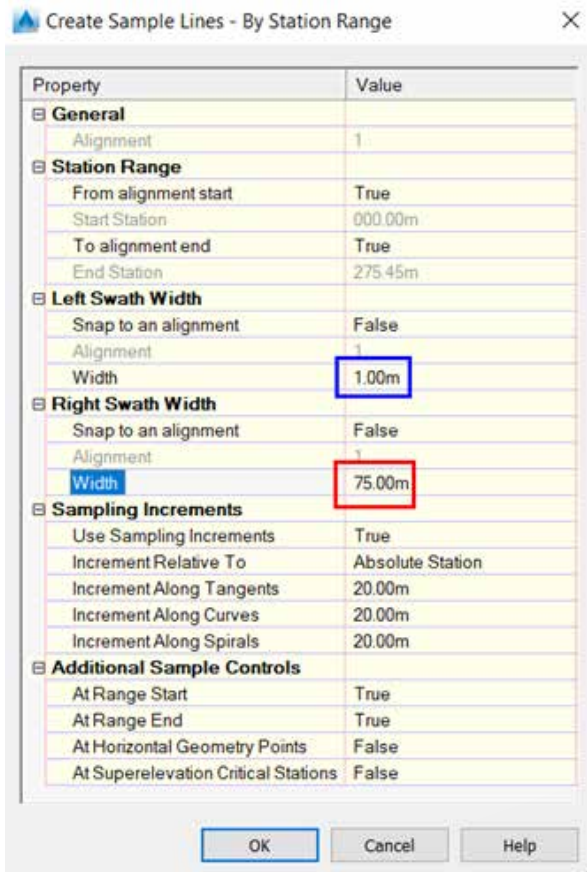 Create Sample Lines - By Station Range
Property Value
General
Alignment 1
Station Range
From alignment start True
Start Station 000.00m
To alignment end True
End Station 275.45m
Left Swath Width
Snap to an alignment False
Alignment 1
Width 1.00m
Right Swath Width
Snap to an alignment False
Alignment 1
Width 75.00m
Sampling Increments
Use Sampling Increments True
Increment Relative To Absolute Station
Increment Along Tangents 20.00m
Increment Along Curves 20.00m
Increment Along Spirals 20.00m
Additional Sample Controls
At Range Start True
At Range End True
At Horizontal Geometry Points False
At Superelevation Critical Stations False
OK Cancel Help